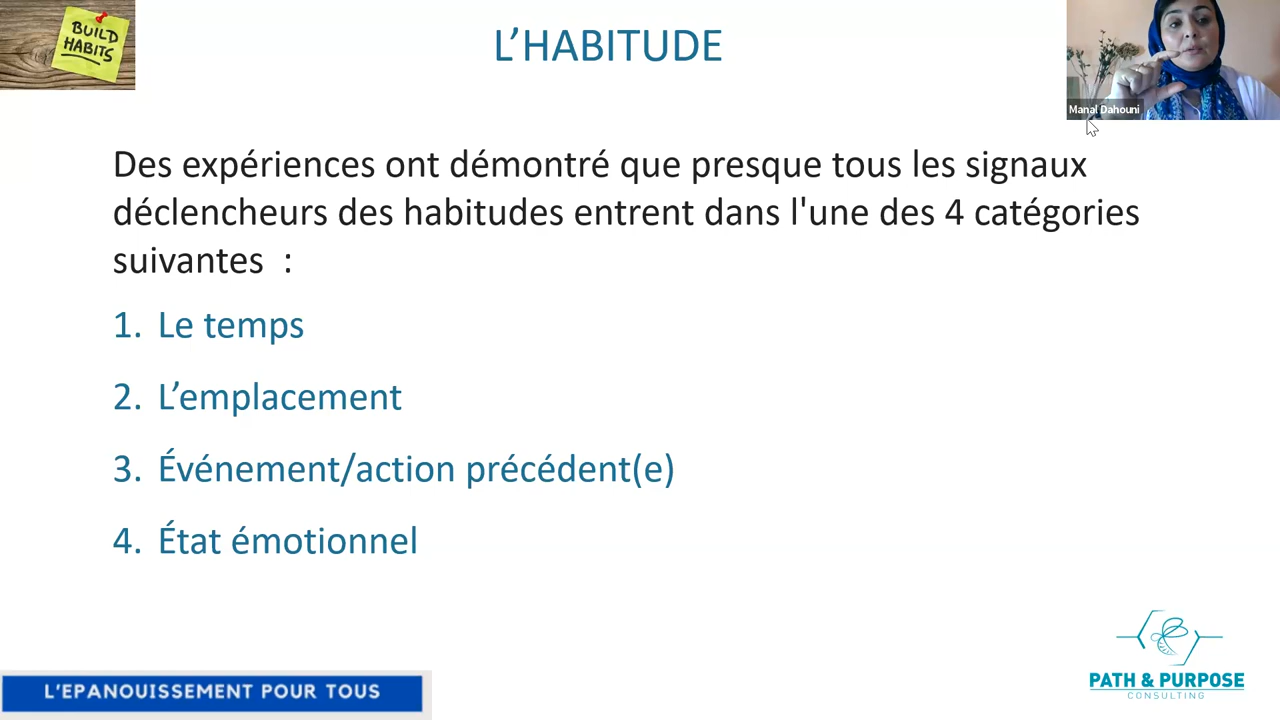 BUILD
HABITS
L’HABITUDE
Manal Dahouni
Des expériences ont démontré que presque tous les signaux
déclencheurs des habitudes entrent dans l'une des 4 catégories
suivantes  :
1. Le temps
2. L’emplacement
3. Événement/action précédent(e)
4. État émotionnel
L'EPANOUISSEMENT POUR TOUS
PATH & PURPOSE
CONSULTING